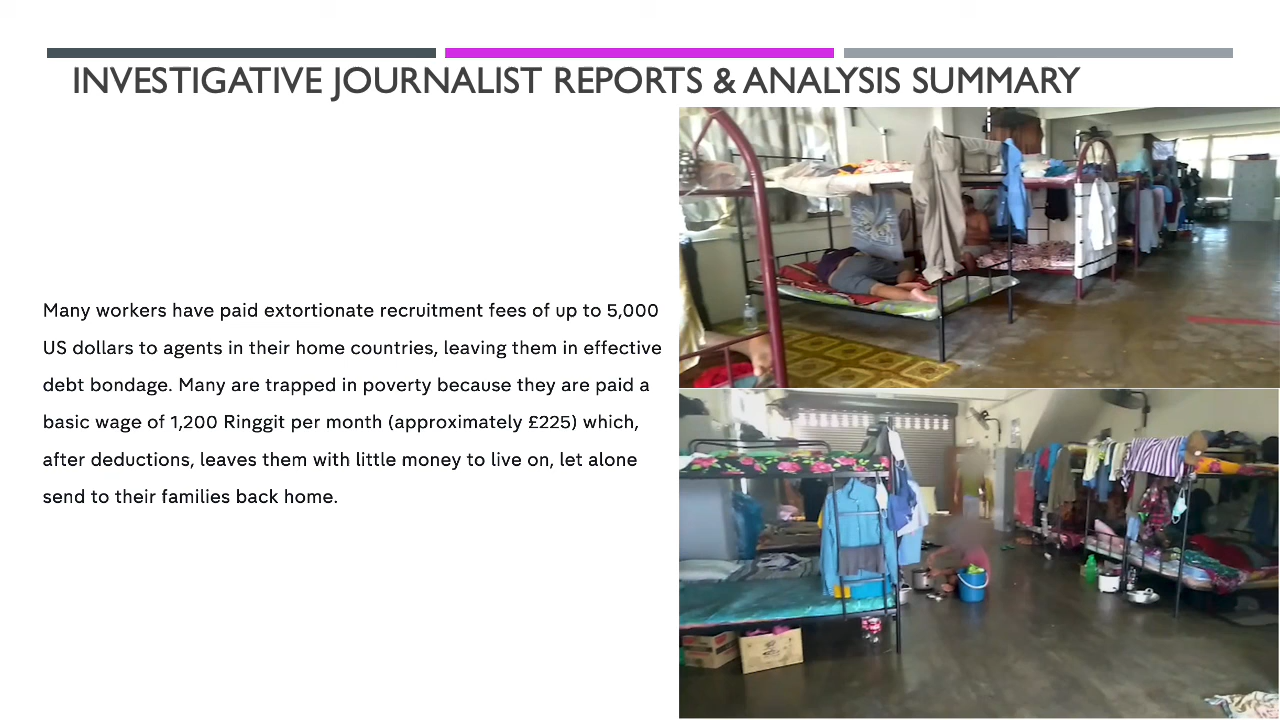 INVESTIGATIVE JOURNALIST REPORTS & ANALYSIS SUMMARY
Many workers have paid extortionate recruitment fees of up to 5,000
US dollars to agents in their home countries, leaving them in effective
debt bondage. Many are trapped in poverty because they are paid a
basic wage of 1,200 Ringgit per month (approximately £225) which,
after deductions, leaves them with little money to live on, let alone
send to their families back home.